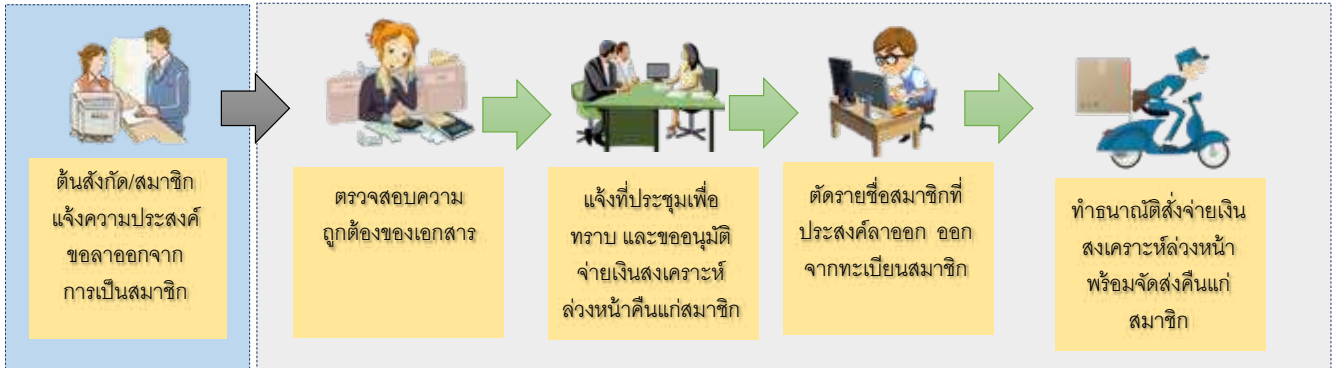 ต้นสังกัด/สมาชิก
แจ้งความประสงค์
ขอลาออกจาก
การเป็นสมาชิก
ตรวจสอบความ
ถูกต้องของเอกสาร
แจ้งที่ประชุมเพื่อ
ทราบ และขออนุมัติ
จ่ายเงินสงเคราะห์
ล่วงหน้าคืนแก่สมาชิก
ตัดรายชื่อสมาชิกที่
ประสงค์ลาออก ออก
จากทะเบียนสมาชิก
ทำธนาณัติสั่งจ่ายเงิน
สงเคราะห์ล่วงหน้า
พร้อมจัดส่งคืนแก่
สมาชิก